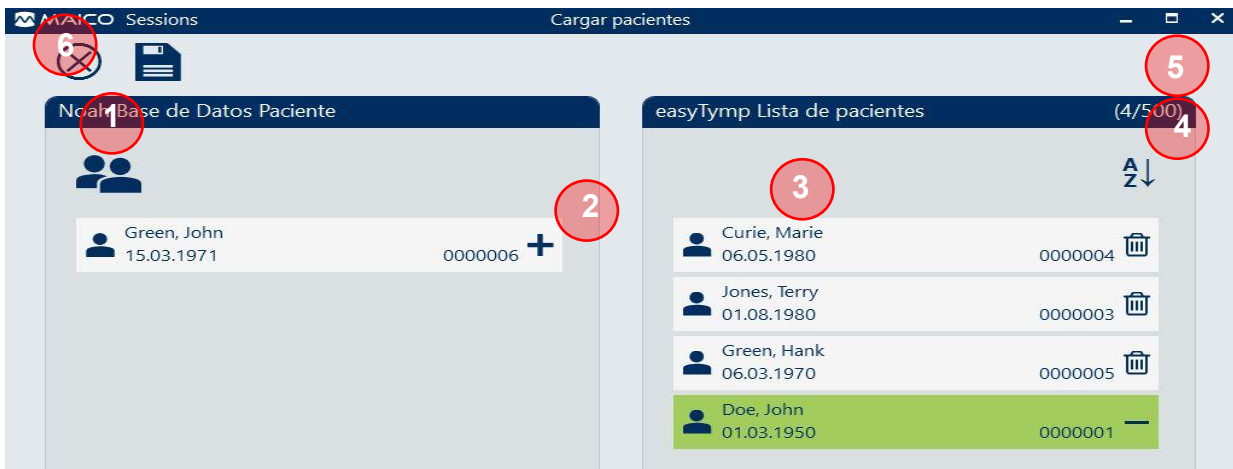 MAICO Sessions Cargar pacientes
6
5
Noah Base de Datos Paciente
1
easyTymp Lista de pacientes (4/500)
4
A
Z↓
2
3
Green, John
15.03.1971 0000006
Curie, Marie
06.05.1980 0000004
Jones, Terry
01.08.1980 0000003
Green, Hank
06.03.1970 0000005
Doe, John
01.03.1950 0000001